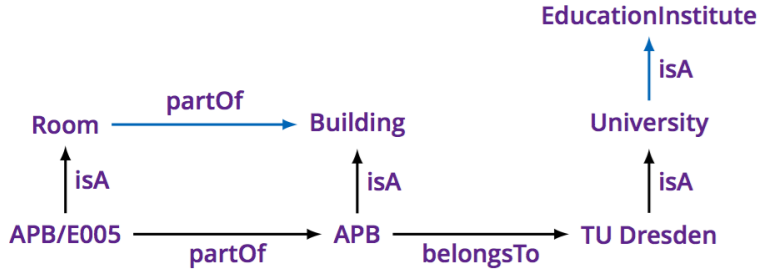 EducationInstitute
isA
partOf
Room
Building
University
isA
isA
isA
APB/E005
partOf
APB
belongsTo
TU Dresden